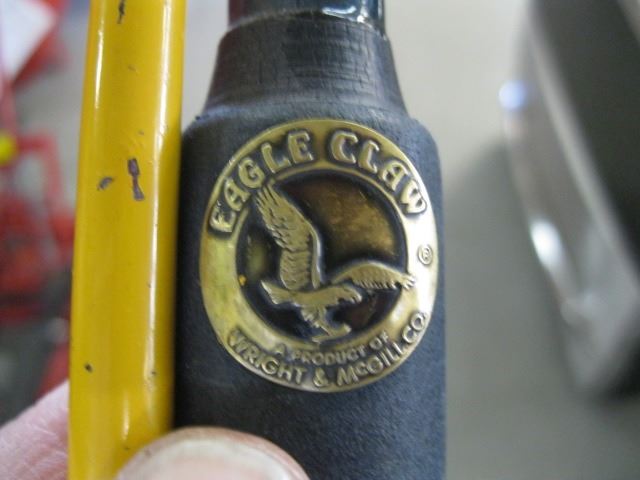 EAGLE CLAW
®
A PRODUCT OF
WRIGHT & McGILL CO.